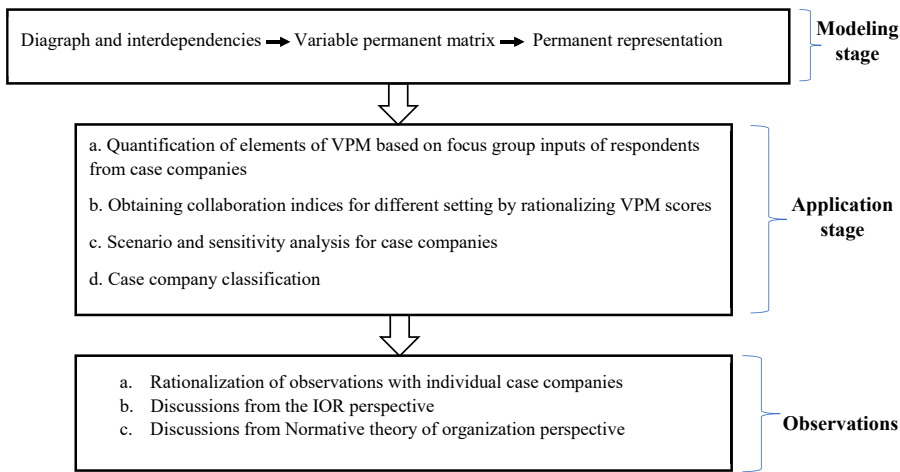 Diagraph and interdependencies → Variable permanent matrix → Permanent representation
Modeling
stage
a. Quantification of elements of VPM based on focus group inputs of respondents
from case companies
b. Obtaining collaboration indices for different setting by rationalizing VPM scores
c. Scenario and sensitivity analysis for case companies
d. Case company classification
Application
stage
a. Rationalization of observations with individual case companies
b. Discussions from the IOR perspective
c. Discussions from Normative theory of organization perspective
Observations